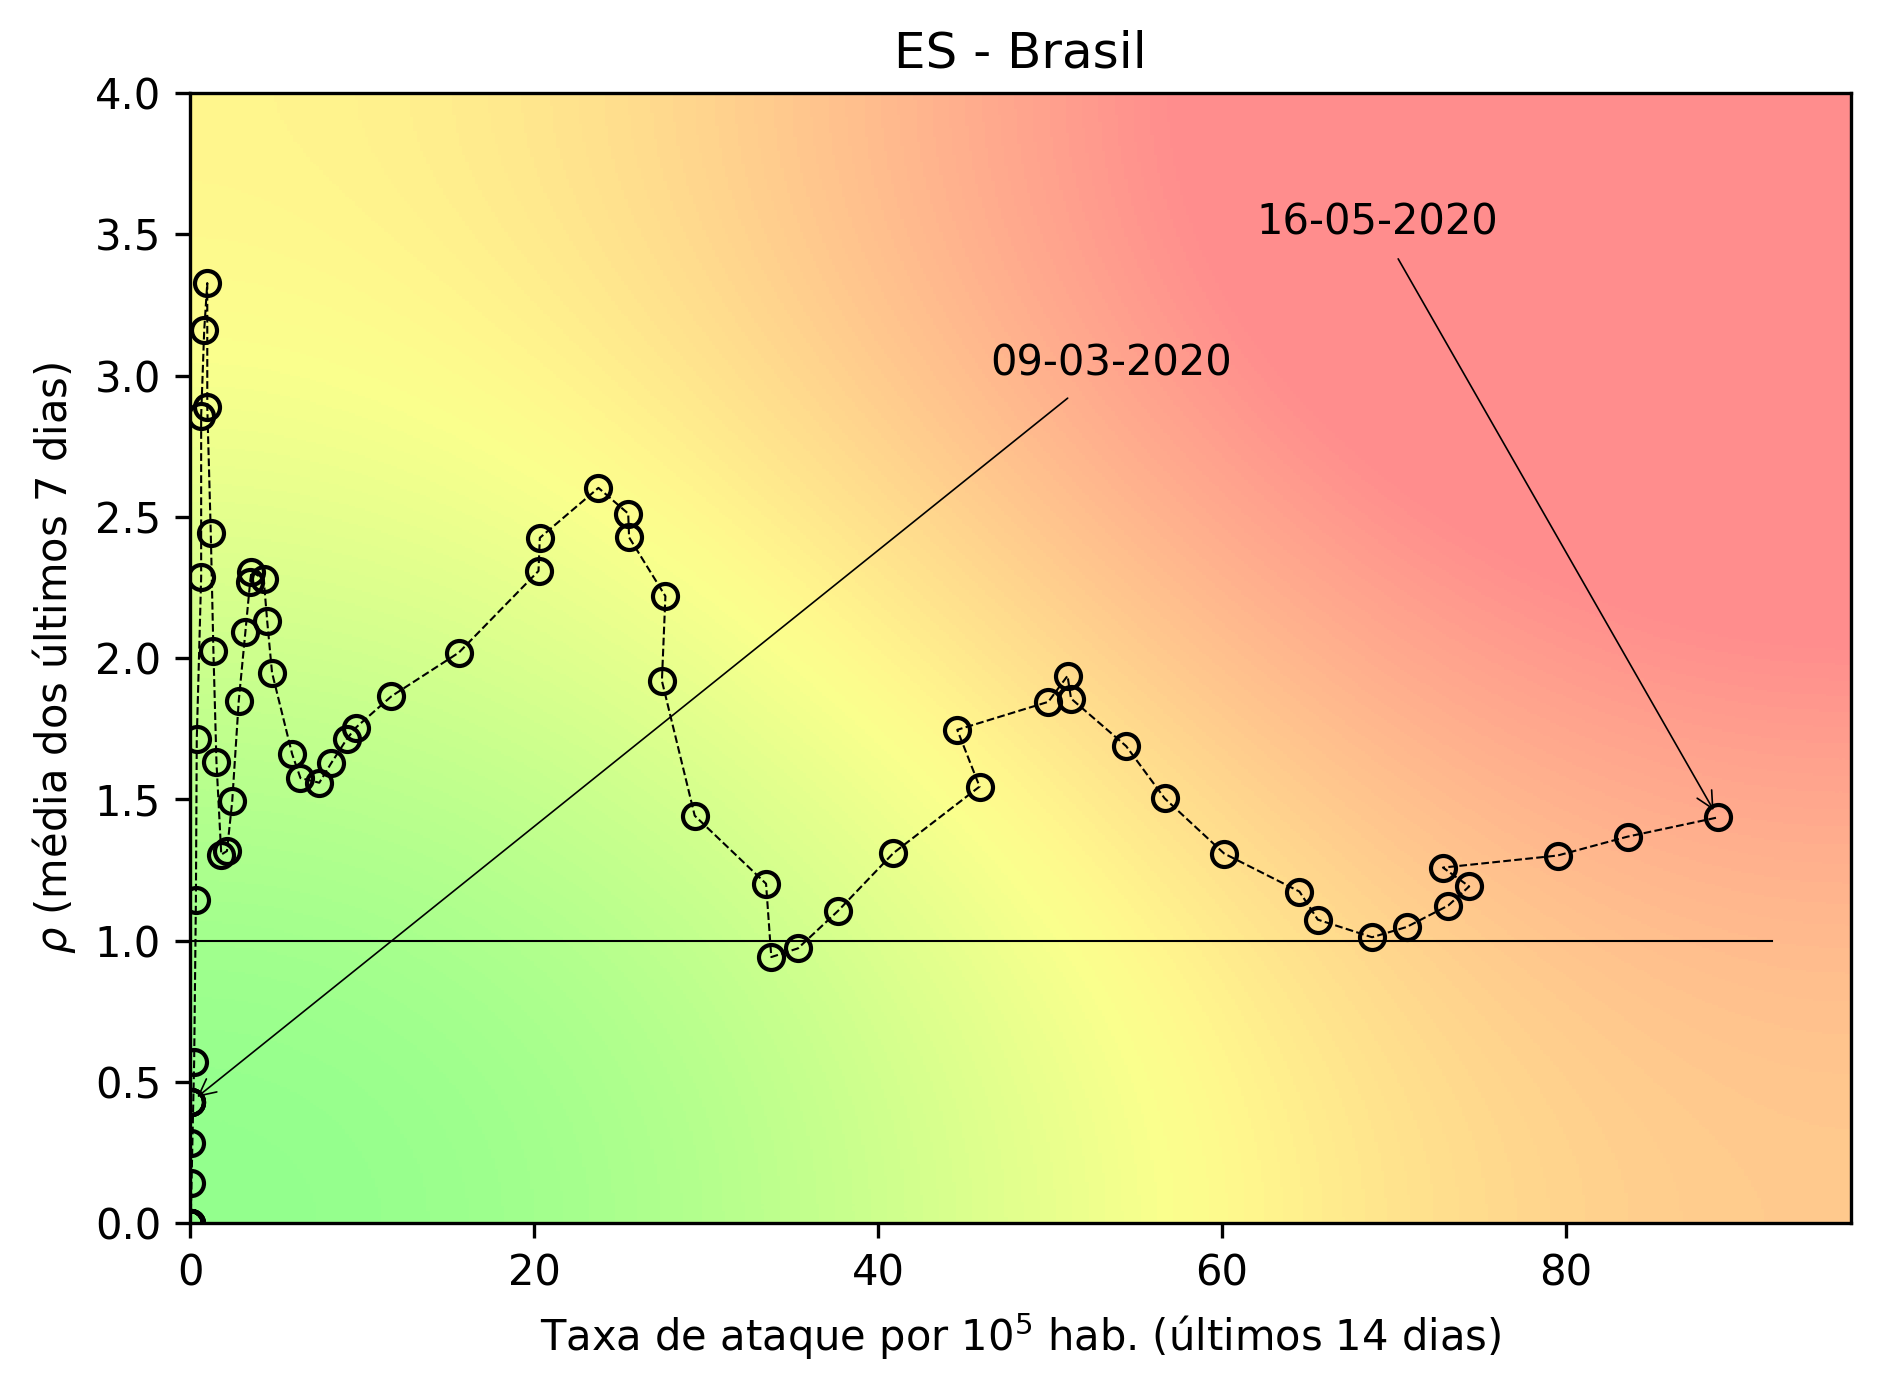 ES - Brasil
4.0
3.5
3.0
2.5
2.0
1.5
1.0
0.5
0.0
ρ (média dos últimos 7 dias)
16-05-2020
09-03-2020
0 20 40 60 80
Taxa de ataque por 10⁵ hab. (últimos 14 dias)